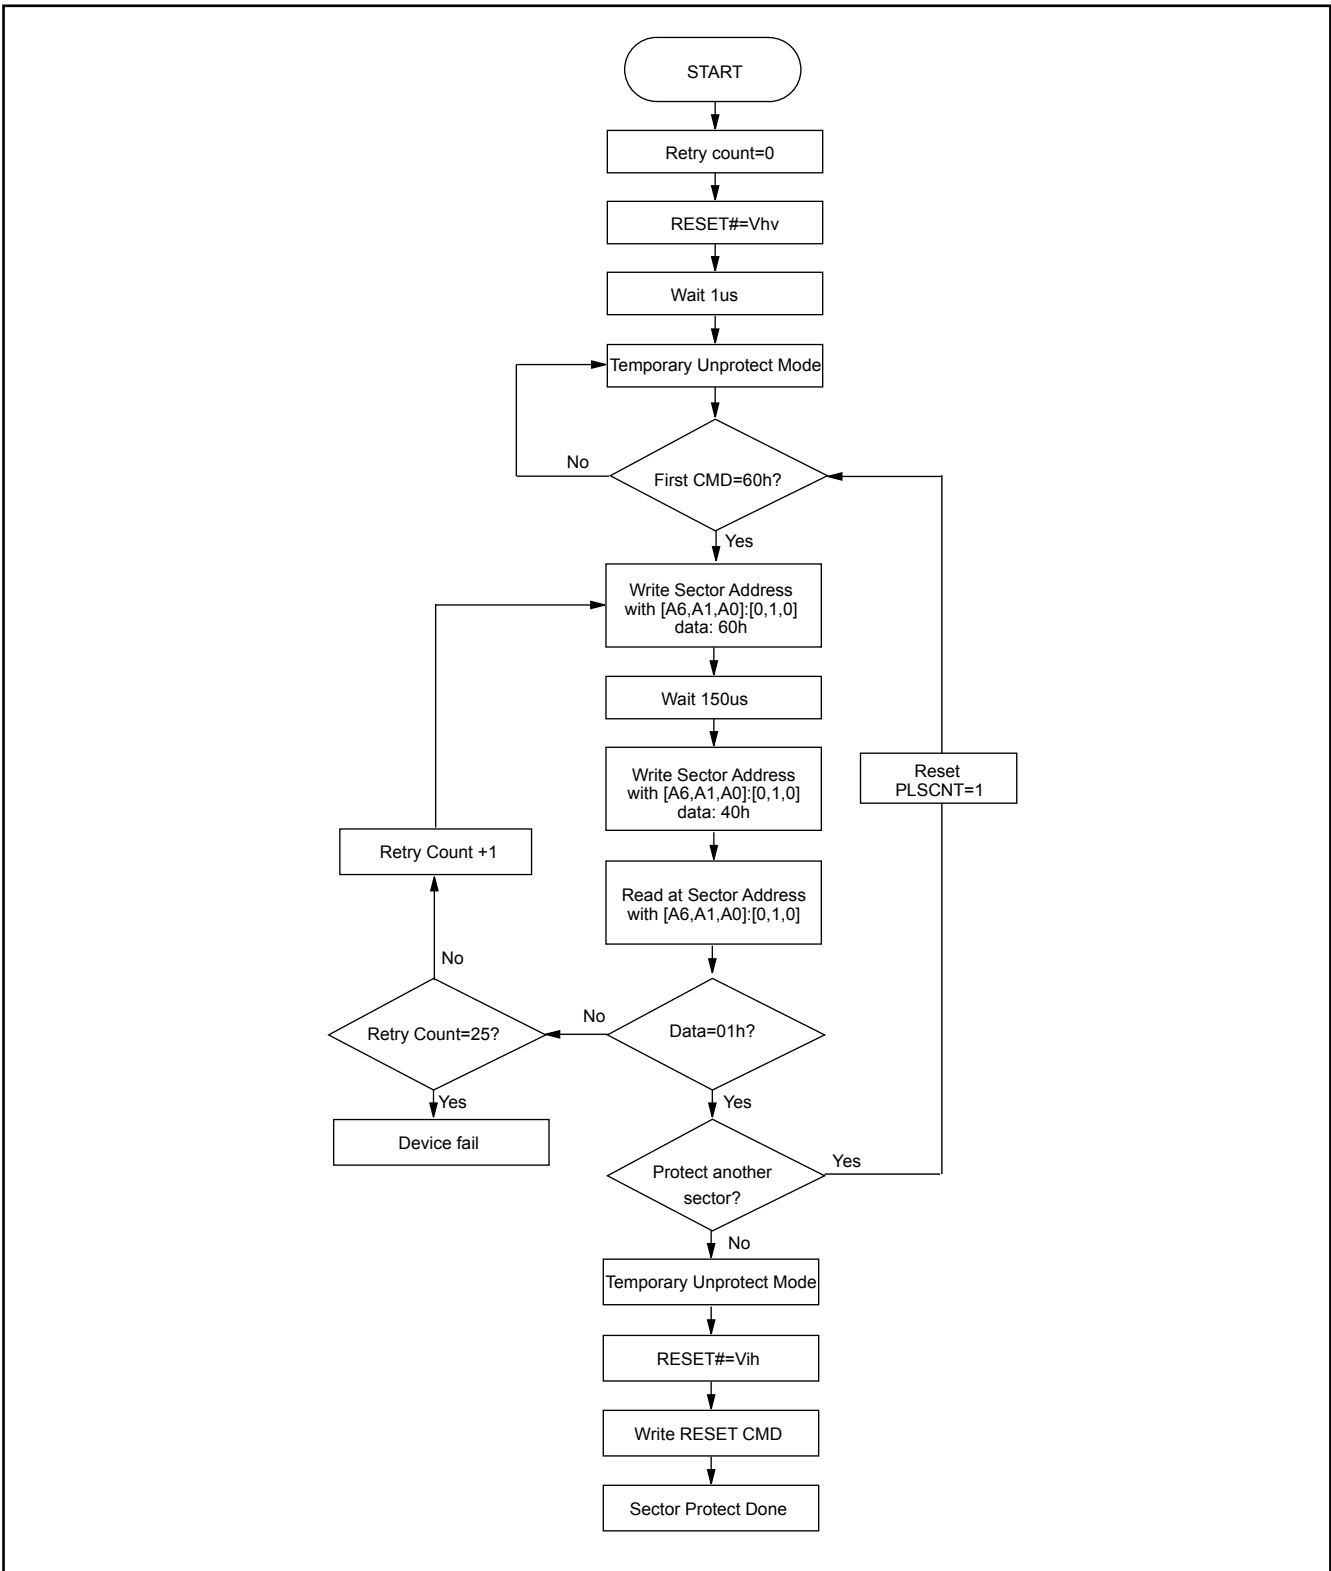 START
Retry count=0
RESET#=Vhv
Wait 1us
Temporary Unprotect Mode
No
First CMD=60h?
Yes
Write Sector Address
with [A6,A1,A0]:[0,1,0]
data: 60h
Wait 150us
Write Sector Address
with [A6,A1,A0]:[0,1,0]
data: 40h
Reset
PLSCNT=1
Retry Count +1
Read at Sector Address
with [A6,A1,A0]:[0,1,0]
No
Retry Count=25?
No
Data=01h?
Yes
Yes
Device fail
Protect another
sector?
Yes
No
Temporary Unprotect Mode
RESET#=Vih
Write RESET CMD
Sector Protect Done